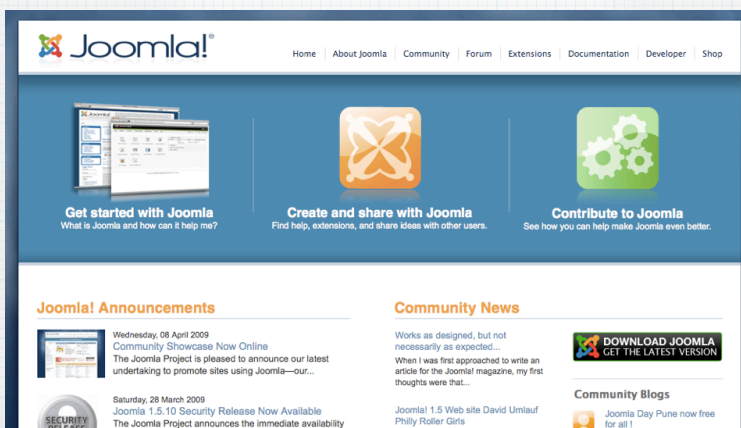 Joomla!®
Home
About Joomla
Community
Forum
Extensions
Documentation
Developer
Shop
Get started with Joomla
What is Joomla and how can it help me?
Create and share with Joomla
Find help, extensions, and share ideas with other users.
Contribute to Joomla
See how you can help make Joomla even better.
Joomla! Announcements
Wednesday, 08 April 2009
Community Showcase Now Online
The Joomla Project is pleased to announce our latest
undertaking to promote sites using Joomla—our...
SECURITY
RELEASE
Saturday, 28 March 2009
Joomla 1.5.10 Security Release Now Available
The Joomla Project announces the immediate availability
Community News
Works as designed, but not
necessarily as expected...
When I was first approached to write an
article for the Joomla! magazine, my first
thoughts were that...
Joomla! 1.5 Web site David Umlauf
Philly Roller Girls
DOWNLOAD JOOMLA
GET THE LATEST VERSION
Community Blogs
Joomla Day Pune now free
for all !